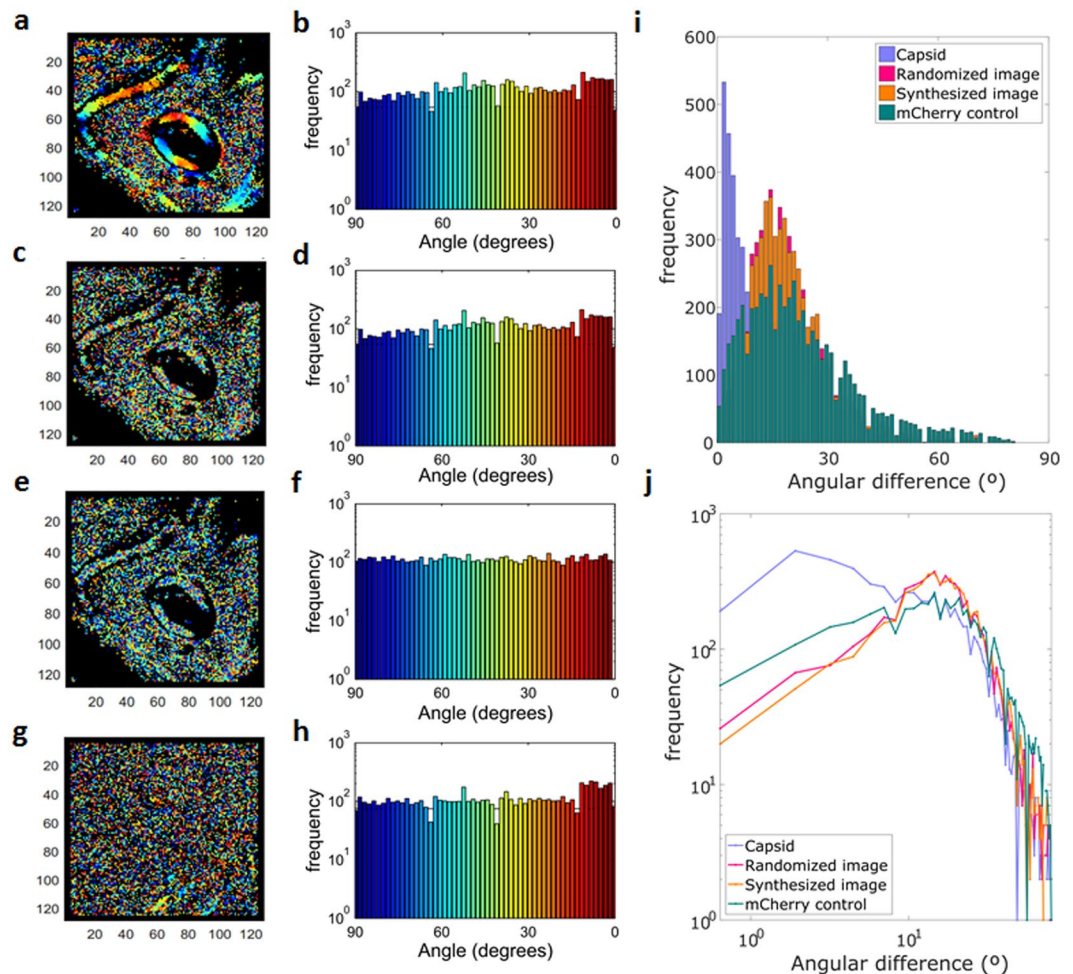 a
20
40
60
80
100
120
20 40 60 80 100 120
b
10³
10²
10¹
10⁰
frequency
90 60 30 0
Angle (degrees)
c
20
40
60
80
100
120
20 40 60 80 100 120
d
10³
10²
10¹
10⁰
frequency
90 60 30 0
Angle (degrees)
e
20
40
60
80
100
120
20 40 60 80 100 120
f
10³
10²
10¹
10⁰
frequency
90 60 30 0
Angle (degrees)
g
20
40
60
80
100
120
20 40 60 80 100 120
h
10³
10²
10¹
10⁰
frequency
90 60 30 0
Angle (degrees)
i
600
500
400
300
200
100
0
frequency
Capsid
Randomized image
Synthesized image
mCherry control
0 30 60 90
Angular difference (º)
j
10³
10²
10¹
10⁰
frequency
Capsid
Randomized image
Synthesized image
mCherry control
10⁰ 10¹
Angular difference (º)